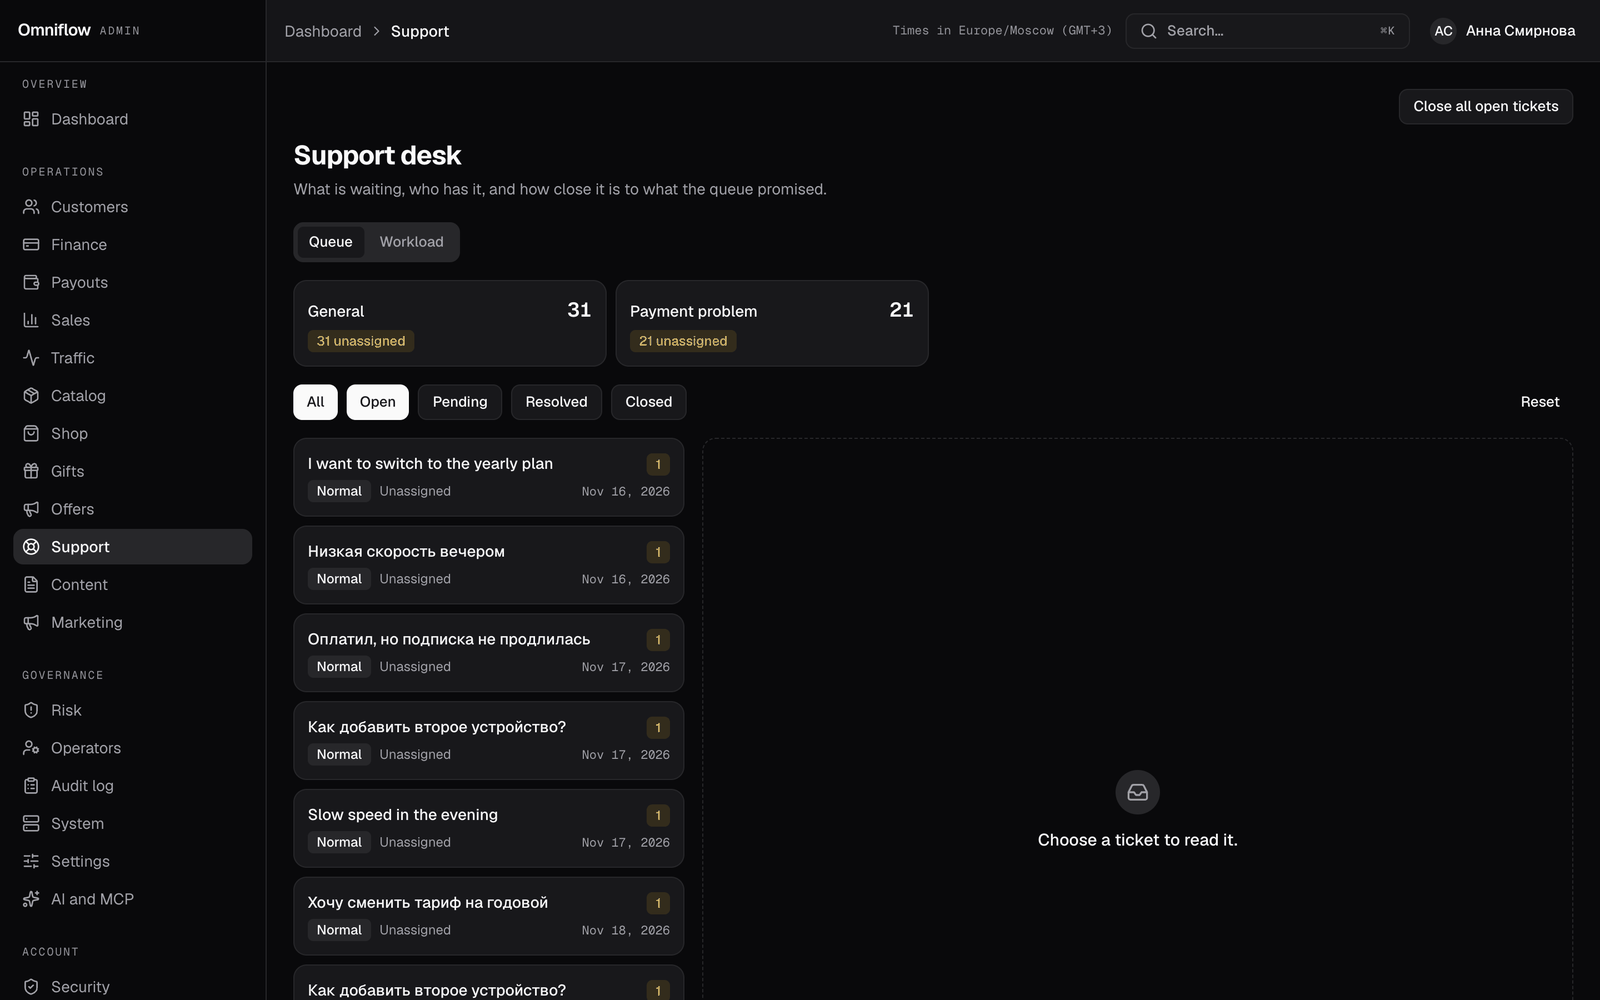 Omniflow ADMIN
Dashboard > Support
Times in Europe/Moscow (GMT+3)
Search...
⌘K
AC
Анна Смирнова
OVERVIEW
Dashboard
OPERATIONS
Customers
Finance
Payouts
Sales
Traffic
Catalog
Shop
Gifts
Offers
Support
Content
Marketing
GOVERNANCE
Risk
Operators
Audit log
System
Settings
AI and MCP
ACCOUNT
Security
Close all open tickets
Support desk
What is waiting, who has it, and how close it is to what the queue promised.
Queue Workload
General 31
31 unassigned
Payment problem 21
21 unassigned
All Open Pending Resolved Closed Reset
I want to switch to the yearly plan 1
Normal Unassigned Nov 16, 2026
Низкая скорость вечером 1
Normal Unassigned Nov 16, 2026
Оплатил, но подписка не продлилась 1
Normal Unassigned Nov 17, 2026
Как добавить второе устройство? 1
Normal Unassigned Nov 17, 2026
Slow speed in the evening 1
Normal Unassigned Nov 17, 2026
Хочу сменить тариф на годовой 1
Normal Unassigned Nov 18, 2026
Как добавить второе устройство? 1
Choose a ticket to read it.